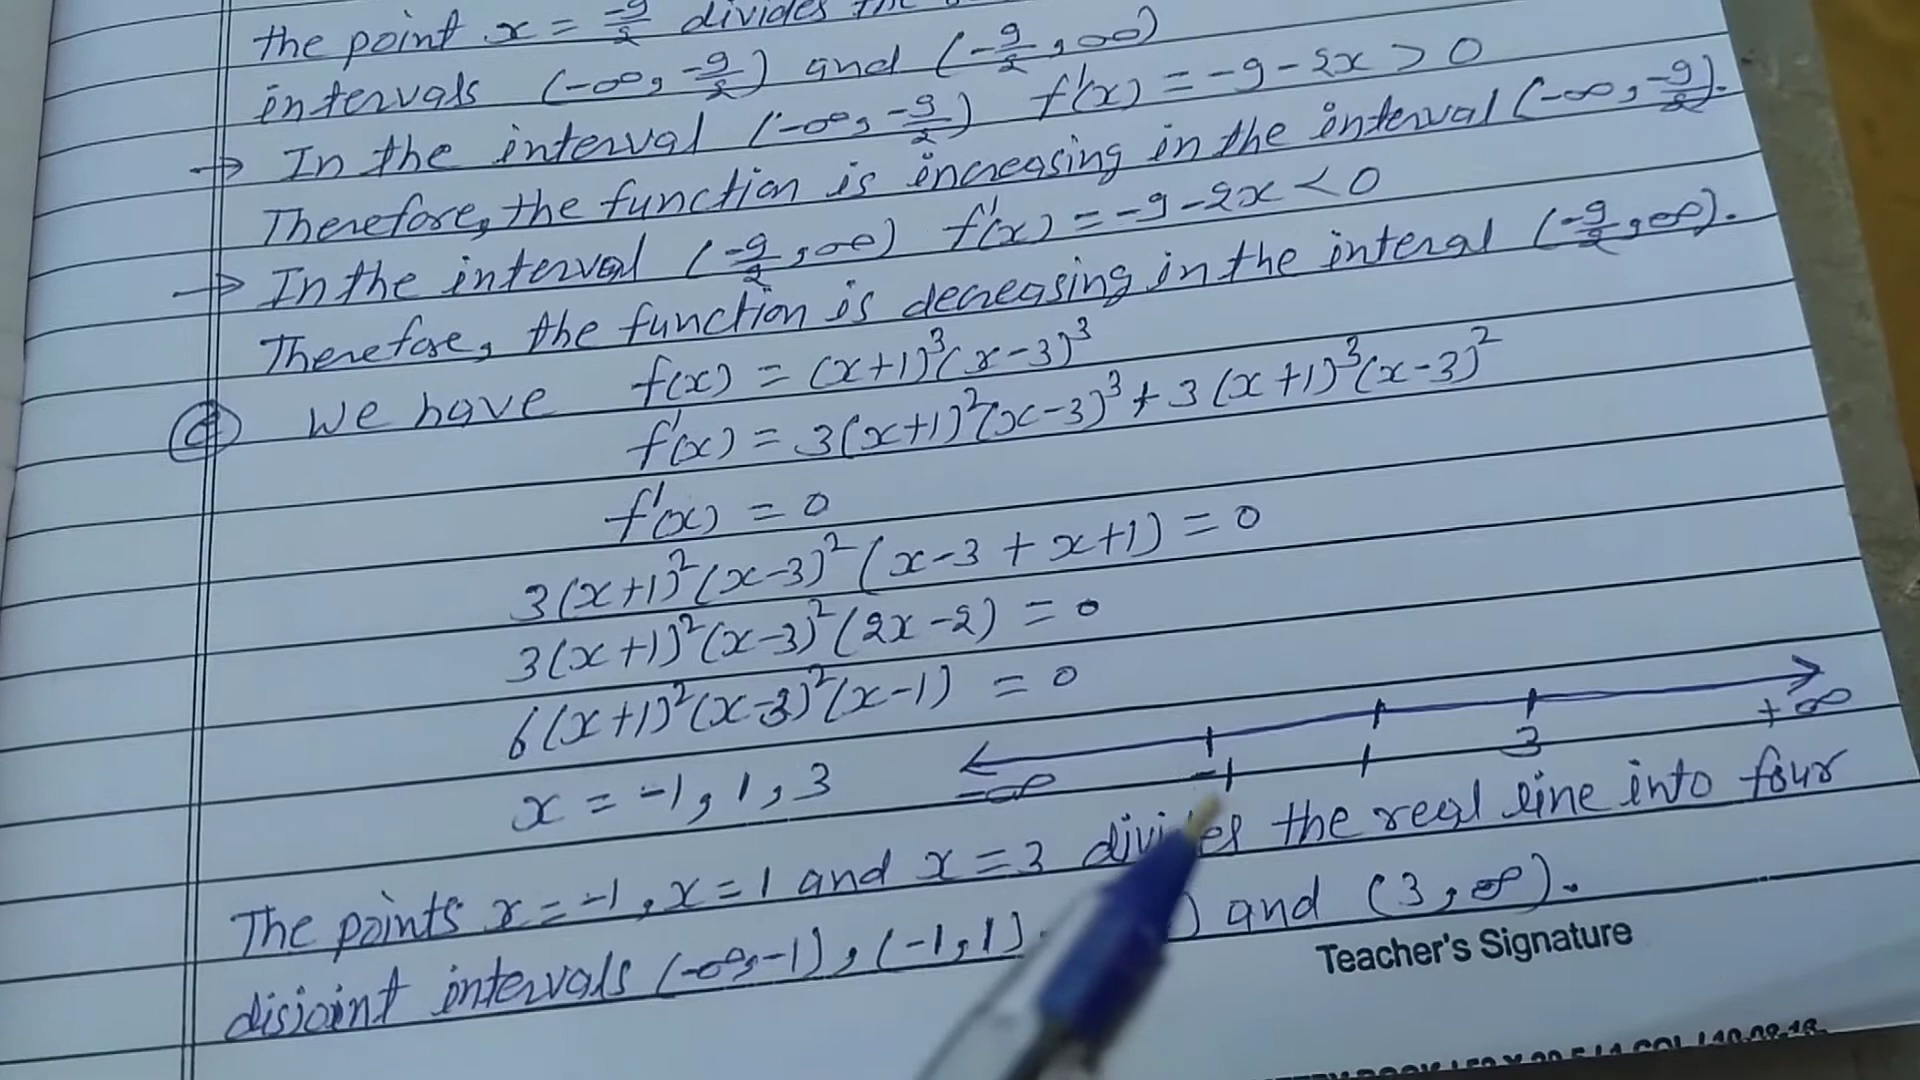 the point x = -9/2 divides the
intervals (-∞, -9/2) and (-9/2, ∞)
→ In the interval (-∞, -9/2) f'(x) = -9-2x > 0
Therefore, the function is increasing in the interval (-∞, -9/2).
→ In the interval (-9/2, ∞) f'(x) = -9-2x < 0
Therefore, the function is decreasing in the interal (-9/2, ∞).
We have f(x) = (x+1)³(x-3)³
f'(x) = 3(x+1)²(x-3)³ + 3(x+1)³(x-3)²
f'(x) = 0
3(x+1)²(x-3)²(x-3+x+1) = 0
3(x+1)²(x-3)²(2x-2) = 0
6(x+1)²(x-3)²(x-1) = 0
x = -1, 1, 3
-∞ -1 1 3 +∞
The points x = -1, x = 1 and x = 3 divides the real line into four
disjoint intervals (-∞, -1), (-1, 1) ) and (3, ∞).
Teacher's Signature